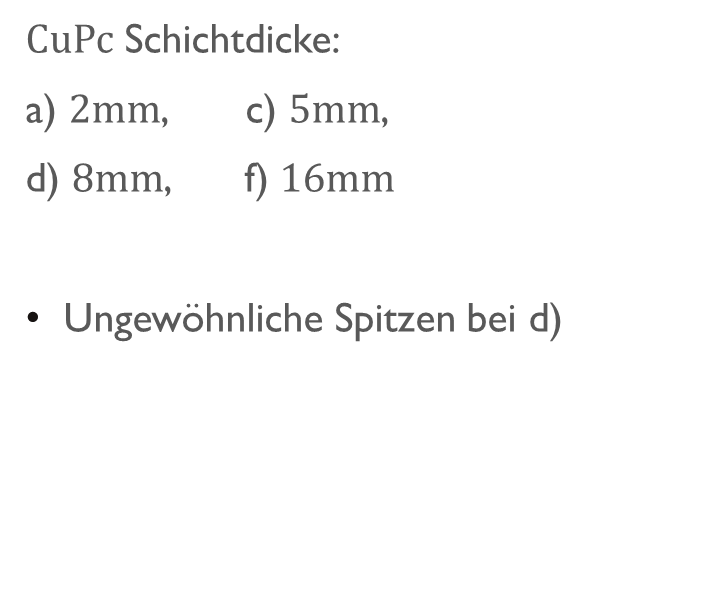 CuPc Schichtdicke:
a) 2mm, c) 5mm,
d) 8mm, f) 16mm
• Ungewöhnliche Spitzen bei d)